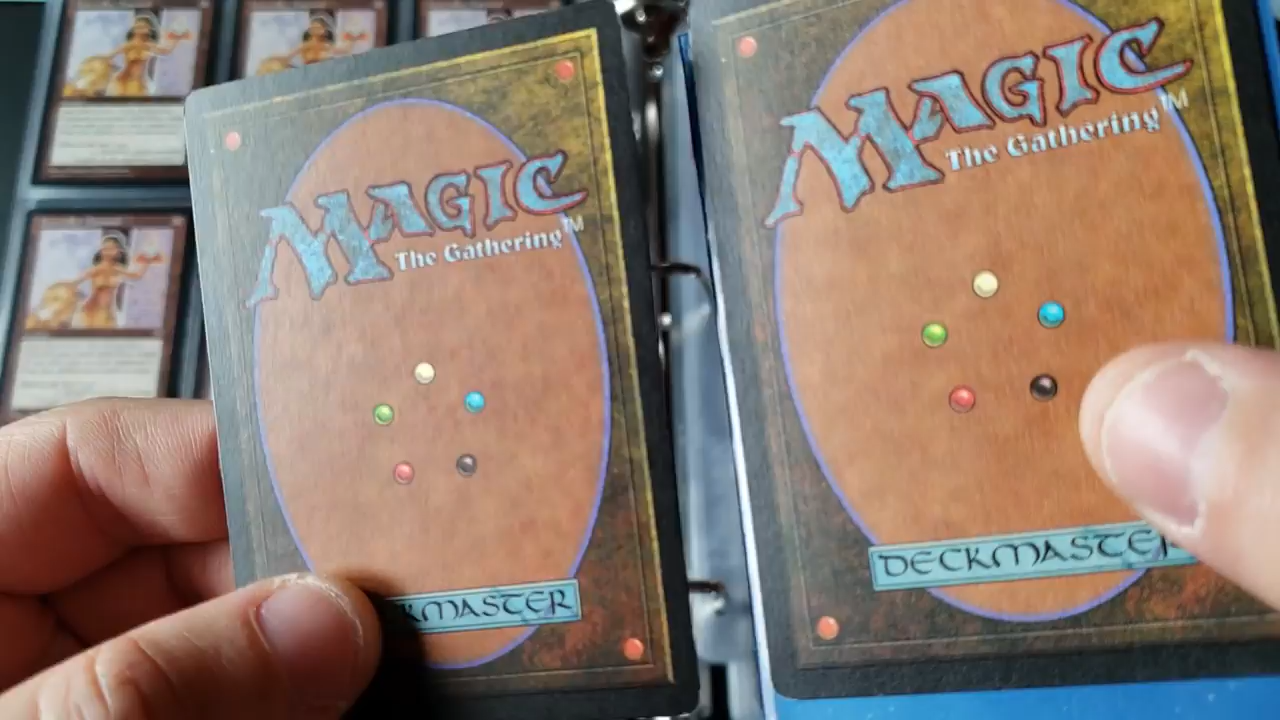 MAGIC
The Gathering™
KMASTER
MAGIC
The Gathering™
DECKMASTER